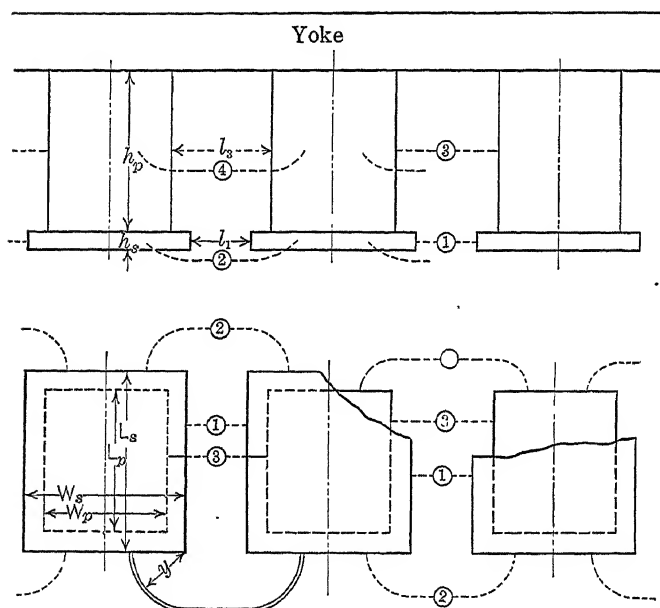 Yoke
h_p
l_3
④
③
h_s
l_1
①
②
②
L_s
L_p
①
③
③
①
W_s
W_p
y
②